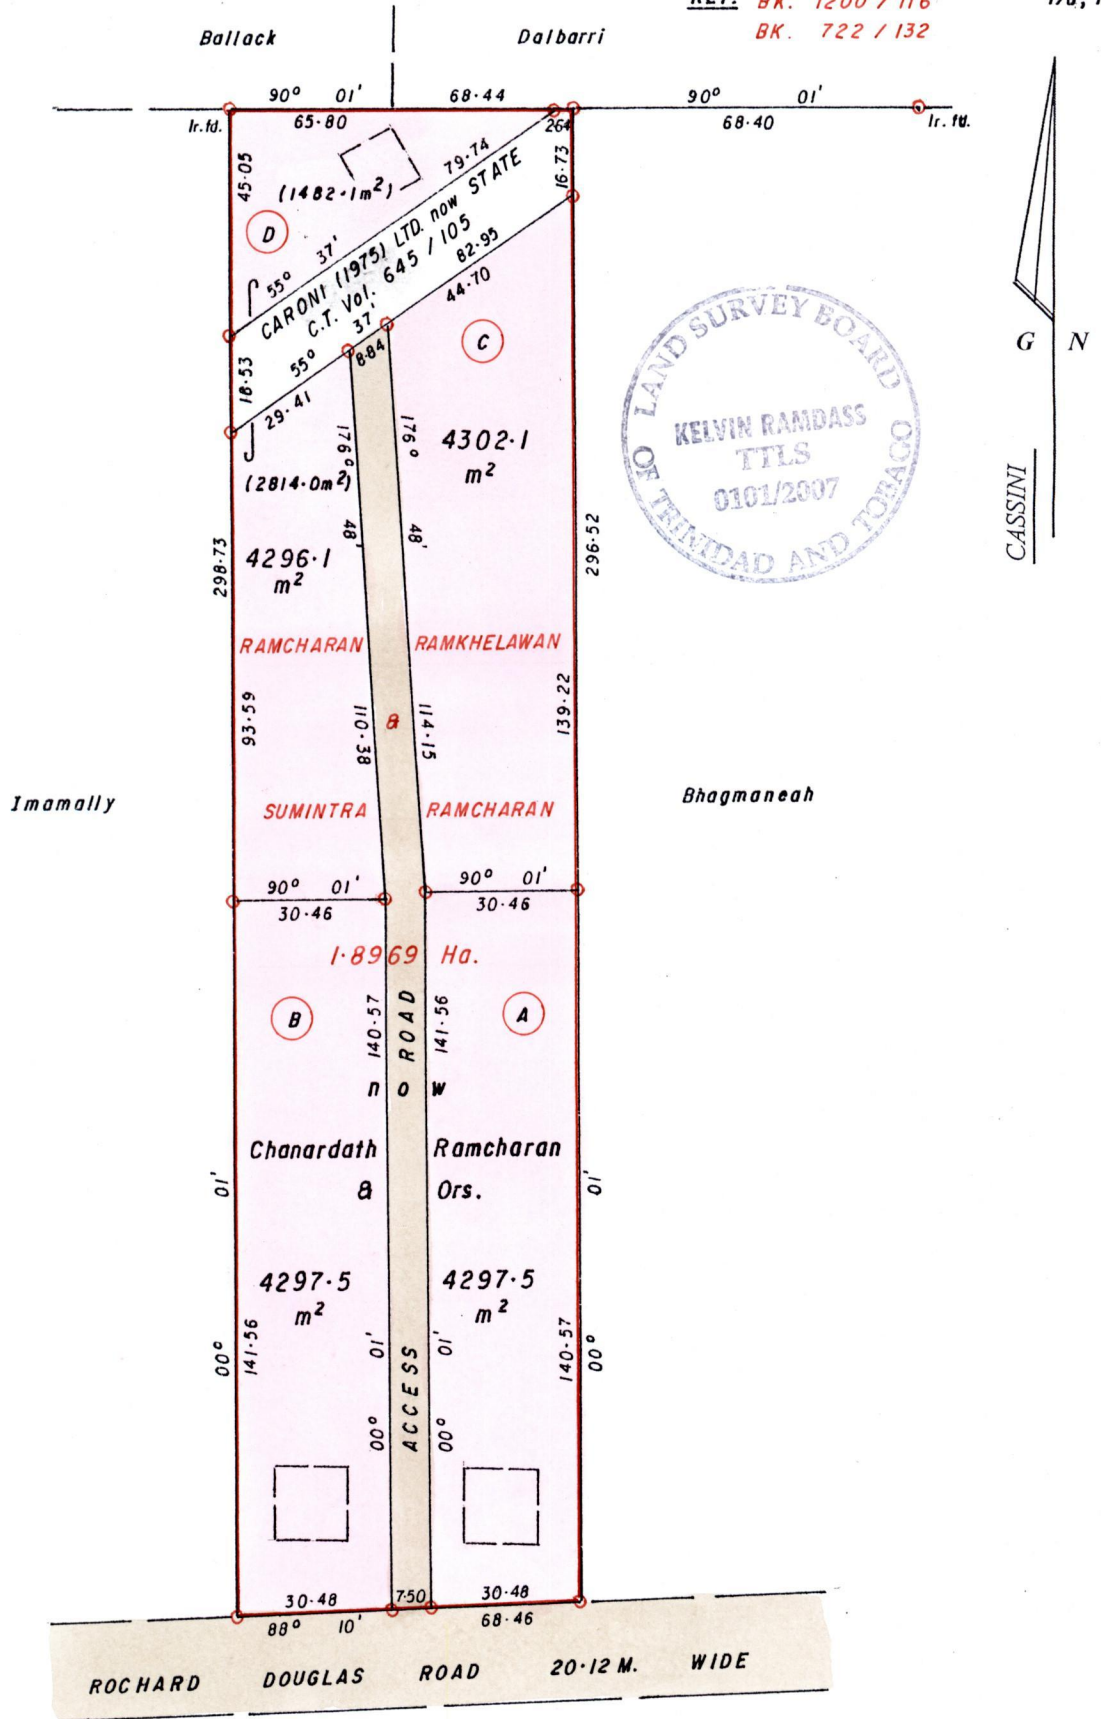 REF: BK. 1200 / 116
BK. 722 / 132
Ballack
Dalbarri
90° 01' 68·44
90° 01'
Ir. fd.
65·80
264
68·40
Ir. fd.
45·05
79·74
16·73
(1482·1m²)
D
55° 37'
CARONI (1975) LTD. now STATE
C.T. Vol. 645 / 105
82·95
55° 37'
44·70
8·84
18·53
29·41
C
G N
CASSINI
LAND SURVEY BOARD
OF TRINIDAD AND TOBAGO
KELVIN RAMDASS
TTLS
0101/2007
(2814·0m²)
176° 48'
176° 48'
4302·1
m²
4296·1
m²
298·73
296·52
RAMCHARAN
RAMKHELAWAN
93·59
110·38
&
114·15
139·22
Imamally
Bhagmaneah
SUMINTRA
RAMCHARAN
90° 01'
30·46
90° 01'
30·46
1·8969 Ha.
B
140·57
ROAD
141·56
A
n o w
Chanardath
Ramcharan
& Ors.
01'
01'
4297·5
m²
4297·5
m²
00°
141·56
00° 01'
ACCESS
00° 01'
140·57
00°
30·48
7·50
30·48
88° 10'
68·46
ROCHARD DOUGLAS ROAD 20·12 M. WIDE